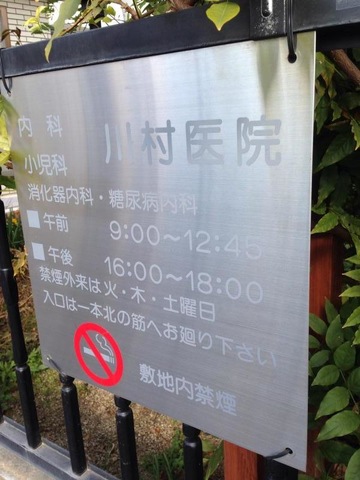 内科 川村医院
小児科
消化器内科・糖尿病内科
午前 9:00〜12:45
午後 16:00〜18:00
禁煙外来は火・木・土曜日
入口は一本北の筋へお廻り下さい
敷地内禁煙